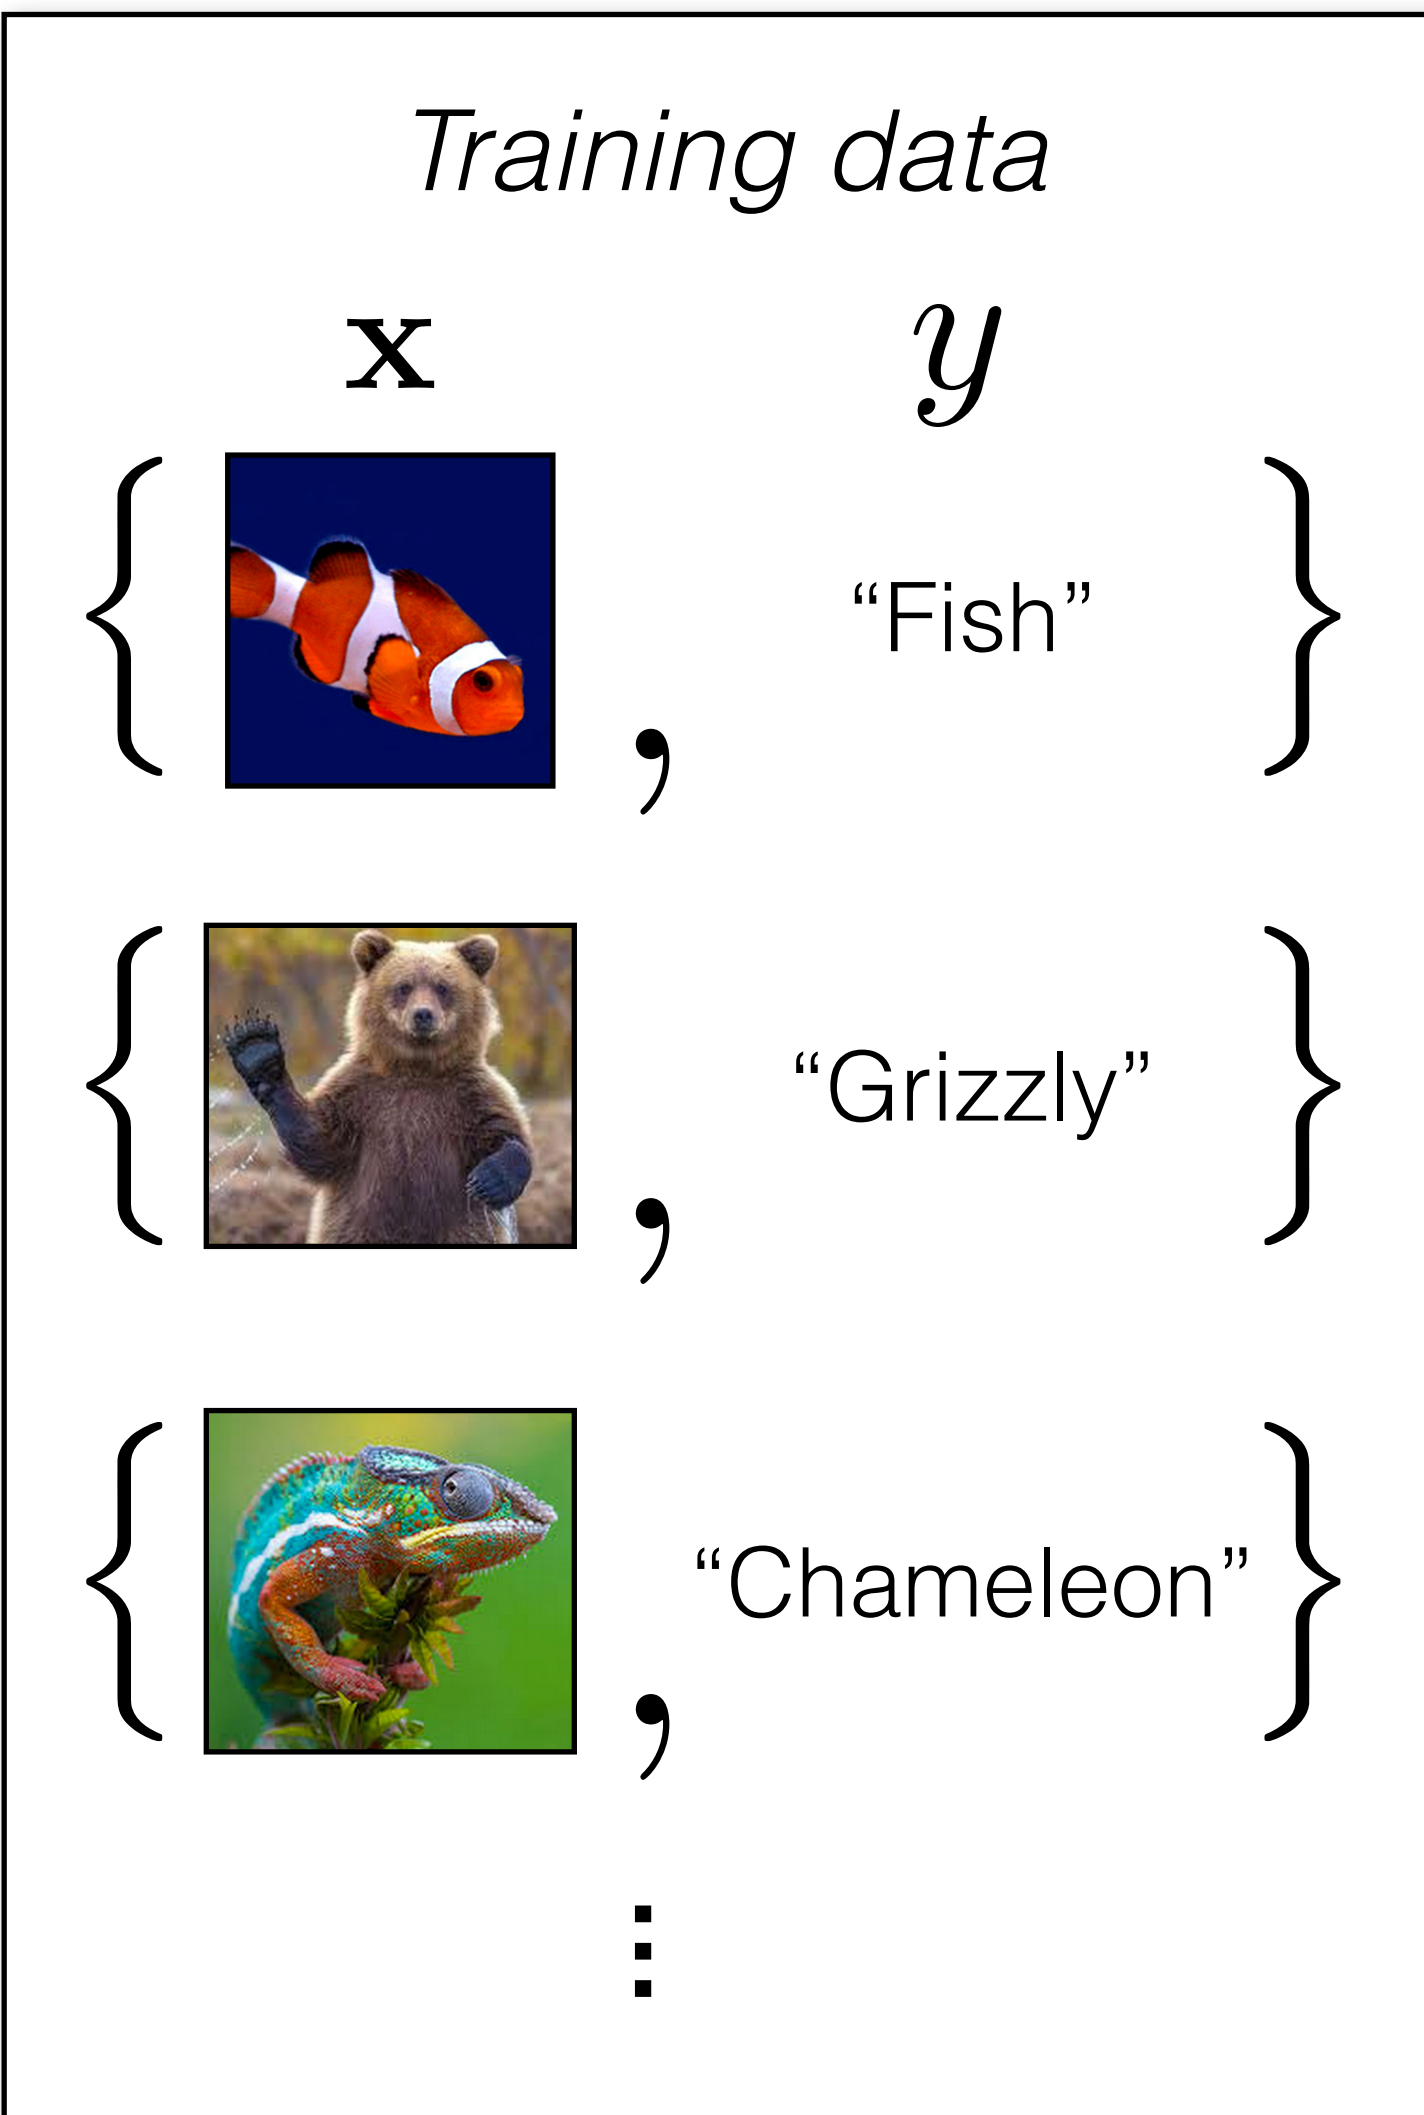 Training data
x y
{ , “Fish” }
{ , “Grizzly” }
{ , “Chameleon” }
⋮